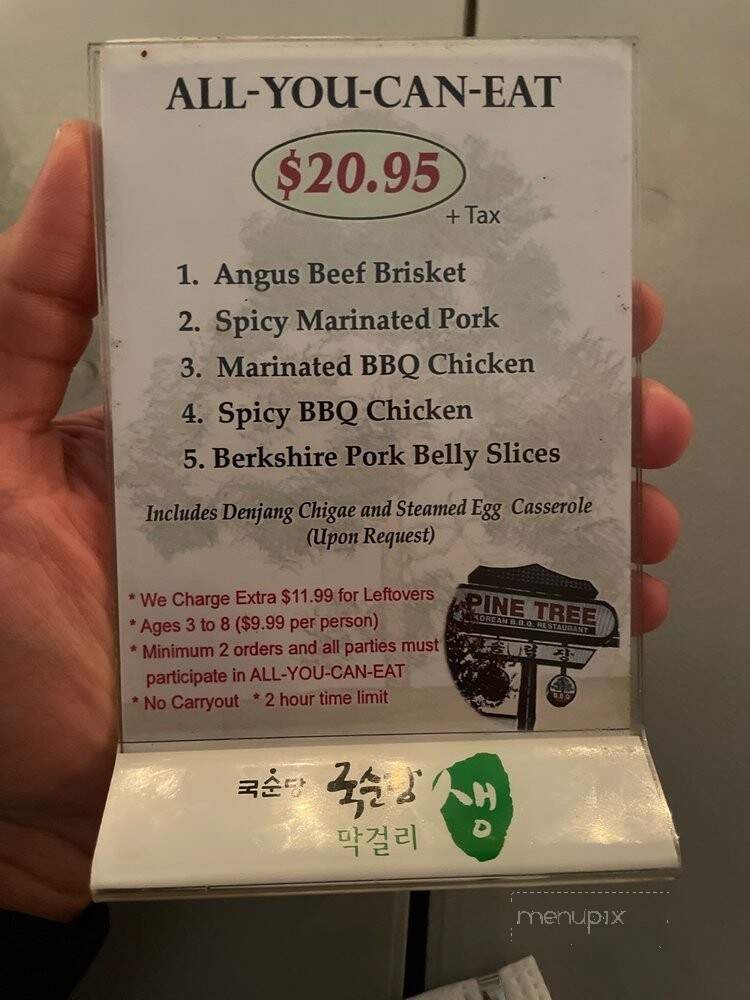 ALL-YOU-CAN-EAT
$20.95
+ Tax
1. Angus Beef Brisket
2. Spicy Marinated Pork
3. Marinated BBQ Chicken
4. Spicy BBQ Chicken
5. Berkshire Pork Belly Slices
Includes Denjang Chigae and Steamed Egg Casserole
(Upon Request)
* We Charge Extra $11.99 for Leftovers
* Ages 3 to 8 ($9.99 per person)
* Minimum 2 orders and all parties must
participate in ALL-YOU-CAN-EAT
* No Carryout * 2 hour time limit
PINE TREE
KOREAN B.B.Q. RESTAURANT
B.B.Q
국순당 국순당 생
막걸리
menupix